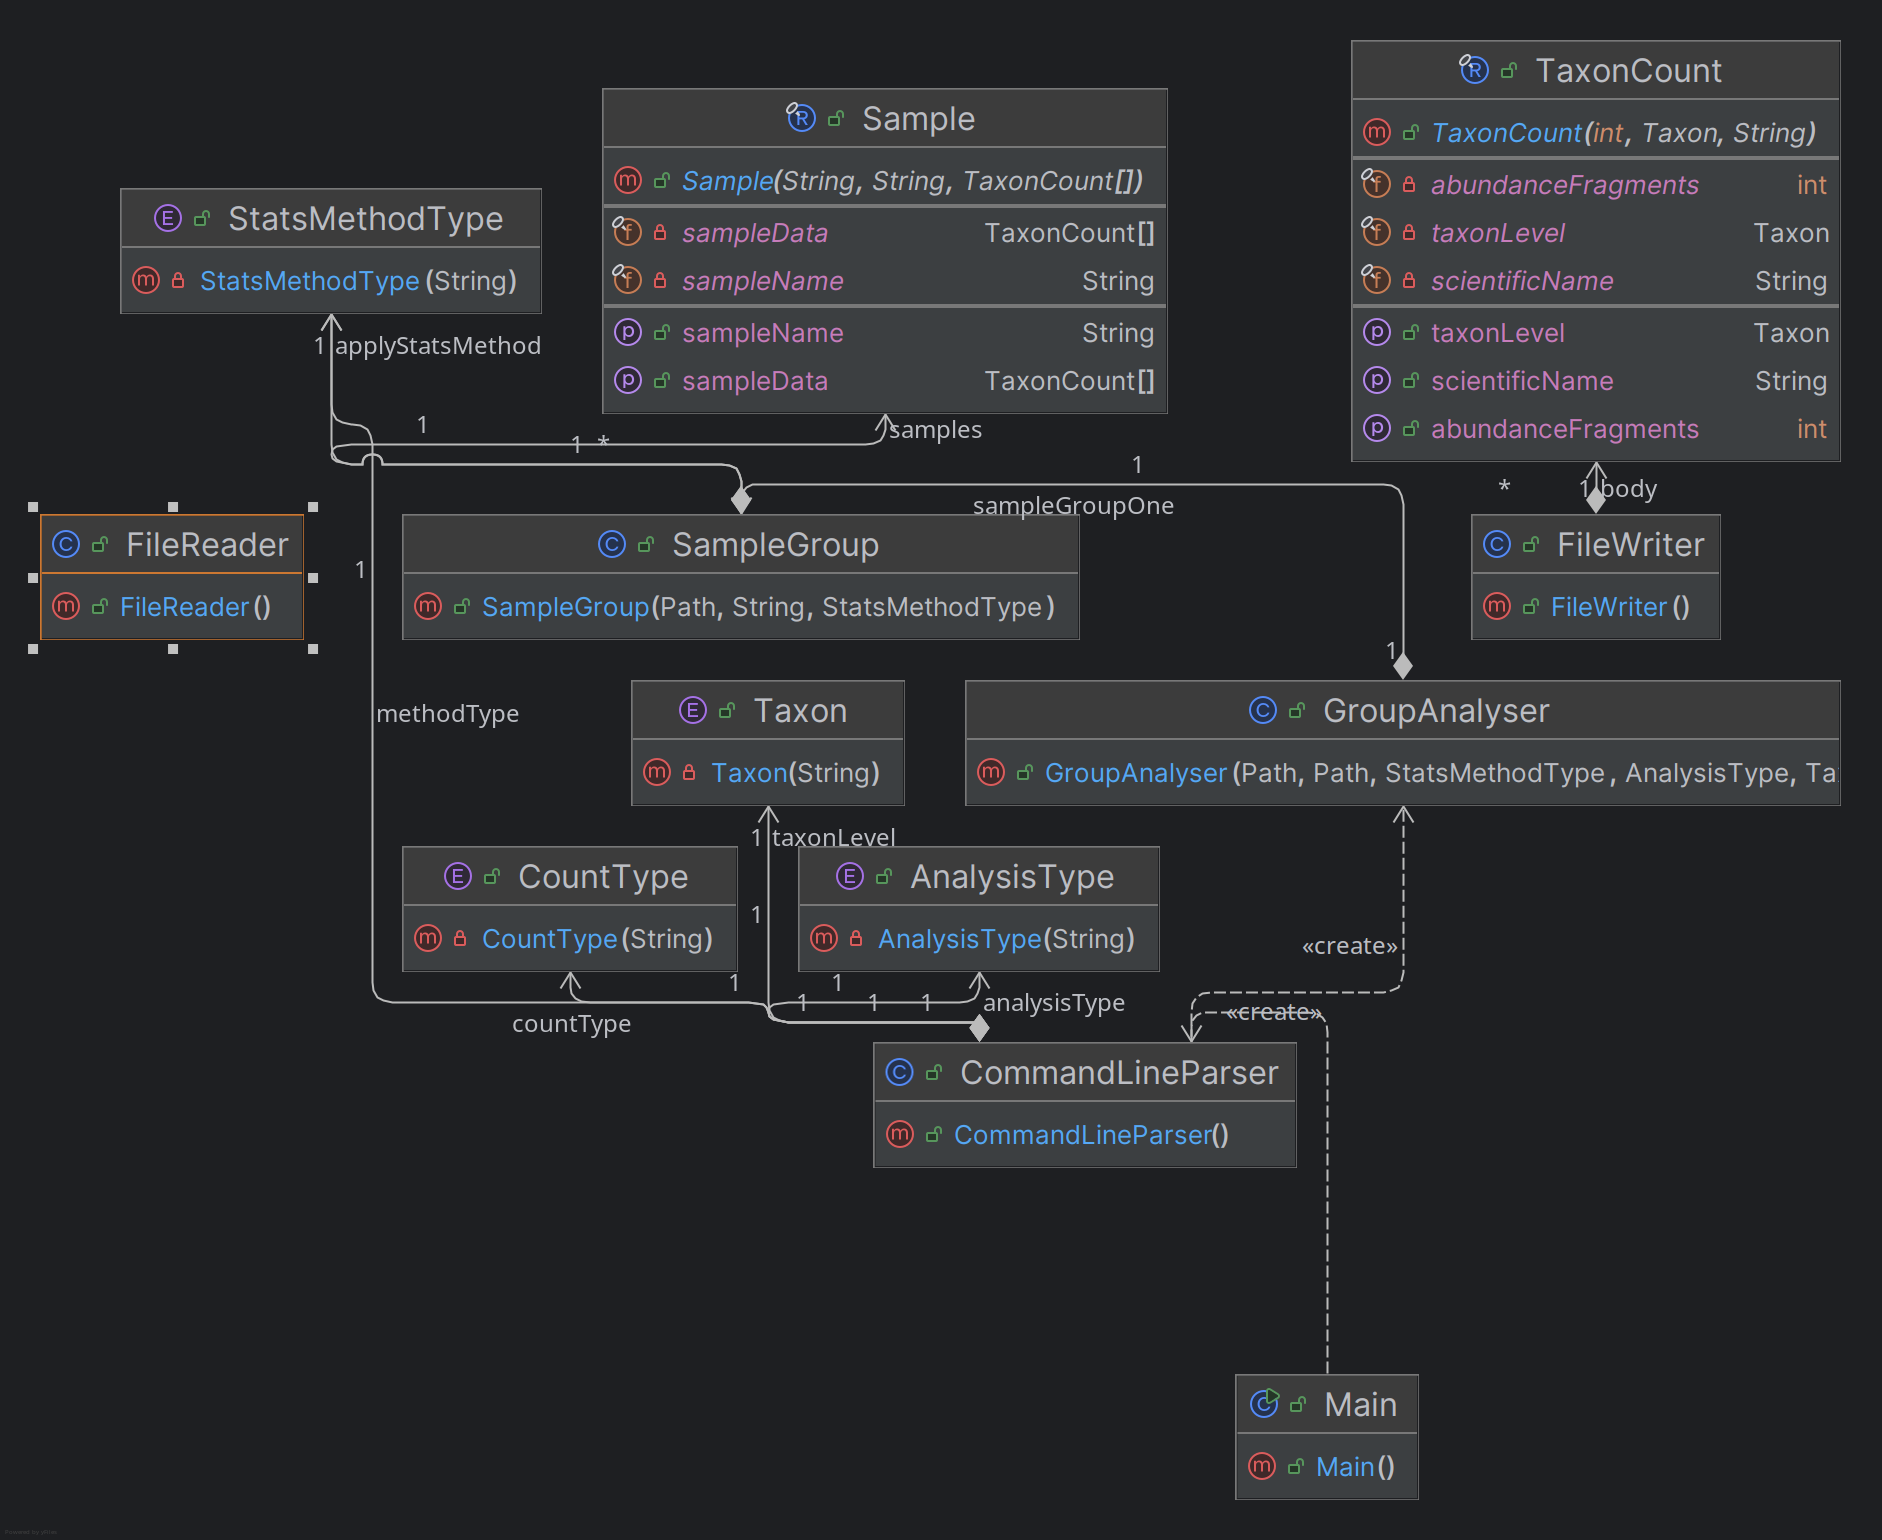 TaxonCount
TaxonCount(int, Taxon, String)
abundanceFragments int
taxonLevel Taxon
scientificName String
taxonLevel Taxon
scientificName String
abundanceFragments int
Sample
Sample(String, String, TaxonCount[])
sampleData TaxonCount[]
sampleName String
sampleName String
sampleData TaxonCount[]
StatsMethodType
StatsMethodType(String)
1 applyStatsMethod
1
1 *
samples
1
sampleGroupOne
* 1 body
FileReader
FileReader()
1
SampleGroup
SampleGroup(Path, String, StatsMethodType)
FileWriter
FileWriter()
1
methodType
Taxon
Taxon(String)
GroupAnalyser
GroupAnalyser(Path, Path, StatsMethodType, AnalysisType, Ta
1 taxonLevel
CountType
CountType(String)
1
AnalysisType
AnalysisType(String)
«create»
1 1
1 1 1 analysisType
countType
«create»
CommandLineParser
CommandLineParser()
Main
Main()